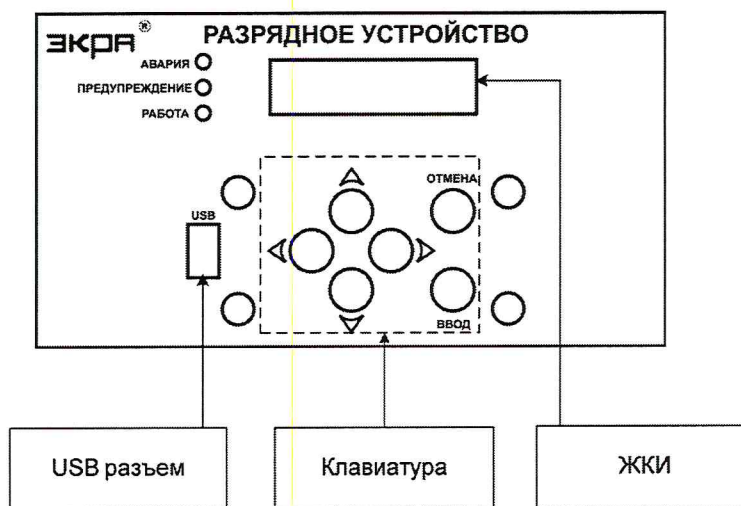 ЭКРА®
РАЗРЯДНОЕ УСТРОЙСТВО
АВАРИЯ
ПРЕДУПРЕЖДЕНИЕ
РАБОТА
ОТМЕНА
USB
ВВОД
USB разъем
Клавиатура
ЖКИ